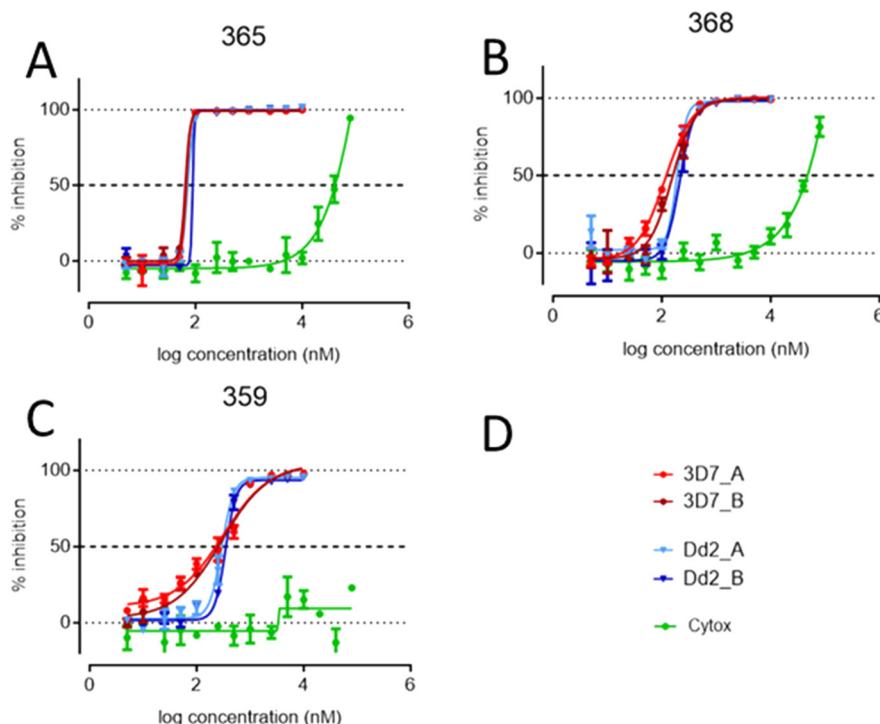 A
365
% inhibition
100
50
0
0 2 4 6
log concentration (nM)
B
368
% inhibition
100
50
0
0 2 4 6
log concentration (nM)
C
359
% inhibition
100
50
0
0 2 4 6
log concentration (nM)
D
3D7_A
3D7_B
Dd2_A
Dd2_B
Cytox